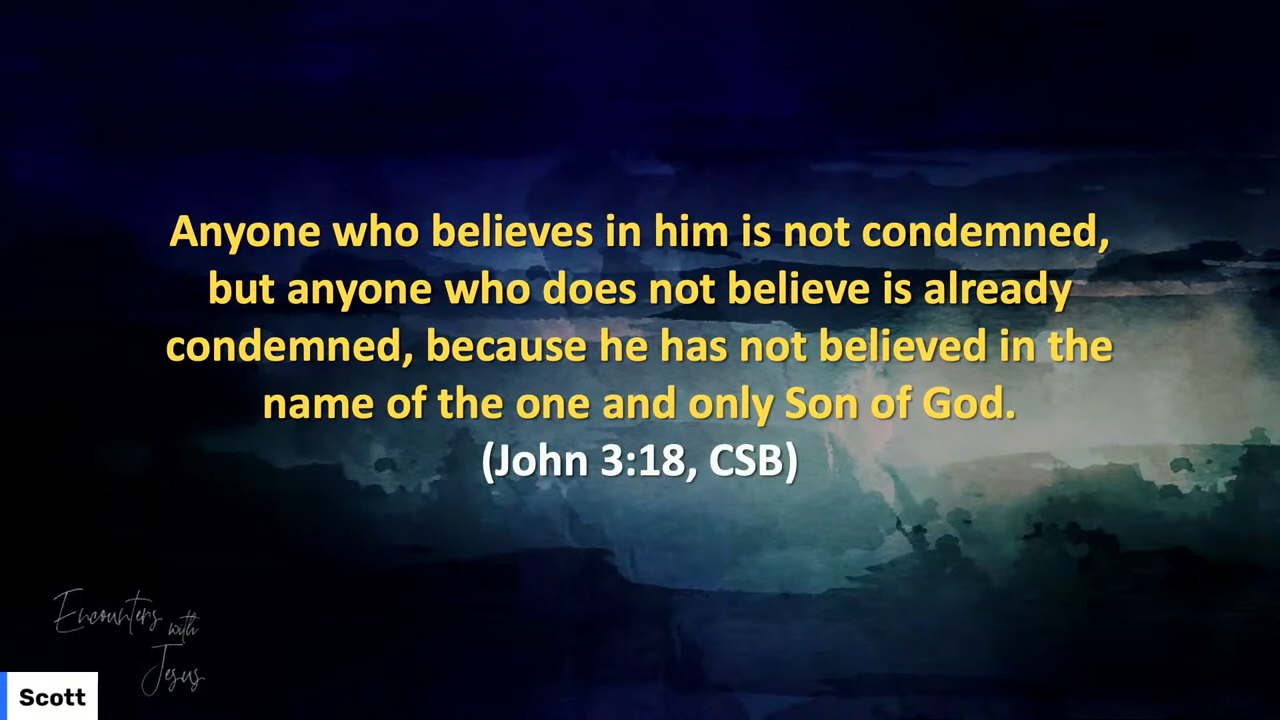 Anyone who believes in him is not condemned,
but anyone who does not believe is already
condemned, because he has not believed in the
name of the one and only Son of God.
(John 3:18, CSB)
Encounters
with
Jesus
Scott